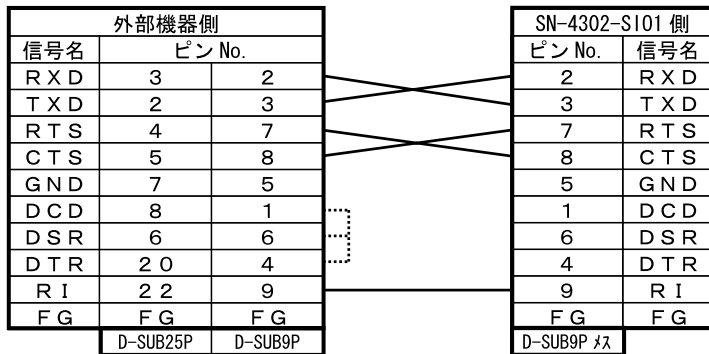 外部機器側 SN-4302-SI01 側
信号名 ピン No. ピン No. 信号名
ＲＸＤ ３ ２ ２ ＲＸＤ
ＴＸＤ ２ ３ ３ ＴＸＤ
ＲＴＳ ４ ７ ７ ＲＴＳ
ＣＴＳ ５ ８ ８ ＣＴＳ
ＧＮＤ ７ ５ ５ ＧＮＤ
ＤＣＤ ８ １ １ ＤＣＤ
ＤＳＲ ６ ６ ６ ＤＳＲ
ＤＴＲ ２０ ４ ４ ＤＴＲ
ＲＩ ２２ ９ ９ ＲＩ
ＦＧ ＦＧ ＦＧ ＦＧ ＦＧ
D-SUB25P D-SUB9P D-SUB9P ﾒｽ